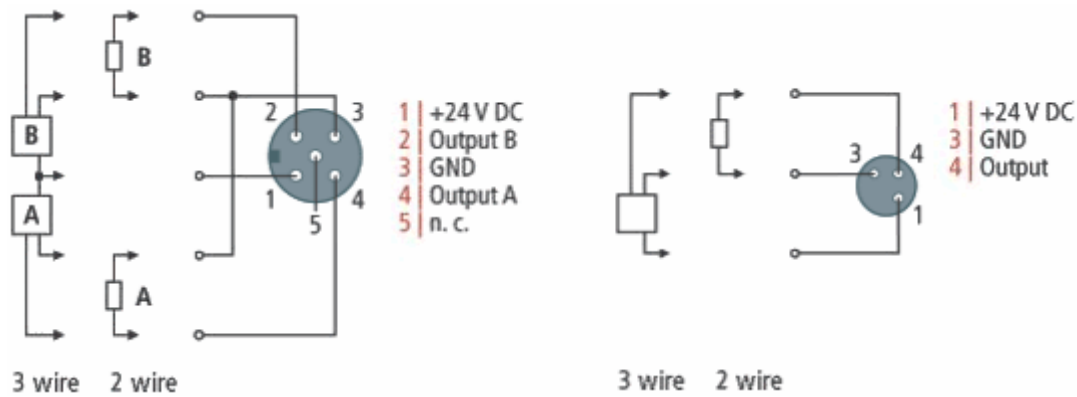 B
B
A
A
2
3
1
4
5
1 | +24 V DC
2 | Output B
3 | GND
4 | Output A
5 | n. c.
3 wire
2 wire
3
4
1
1 | +24 V DC
3 | GND
4 | Output
3 wire
2 wire